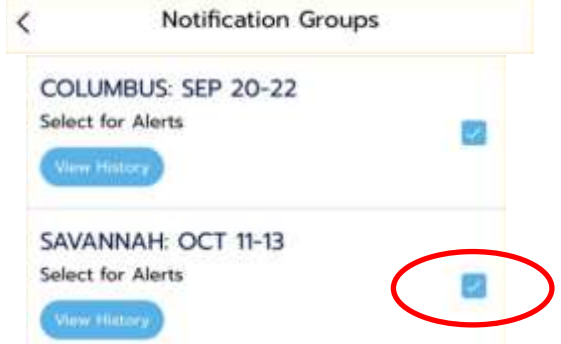 Notification Groups
COLUMBUS: SEP 20-22
Select for Alerts
View History
SAVANNAH: OCT 11-13
Select for Alerts
View History